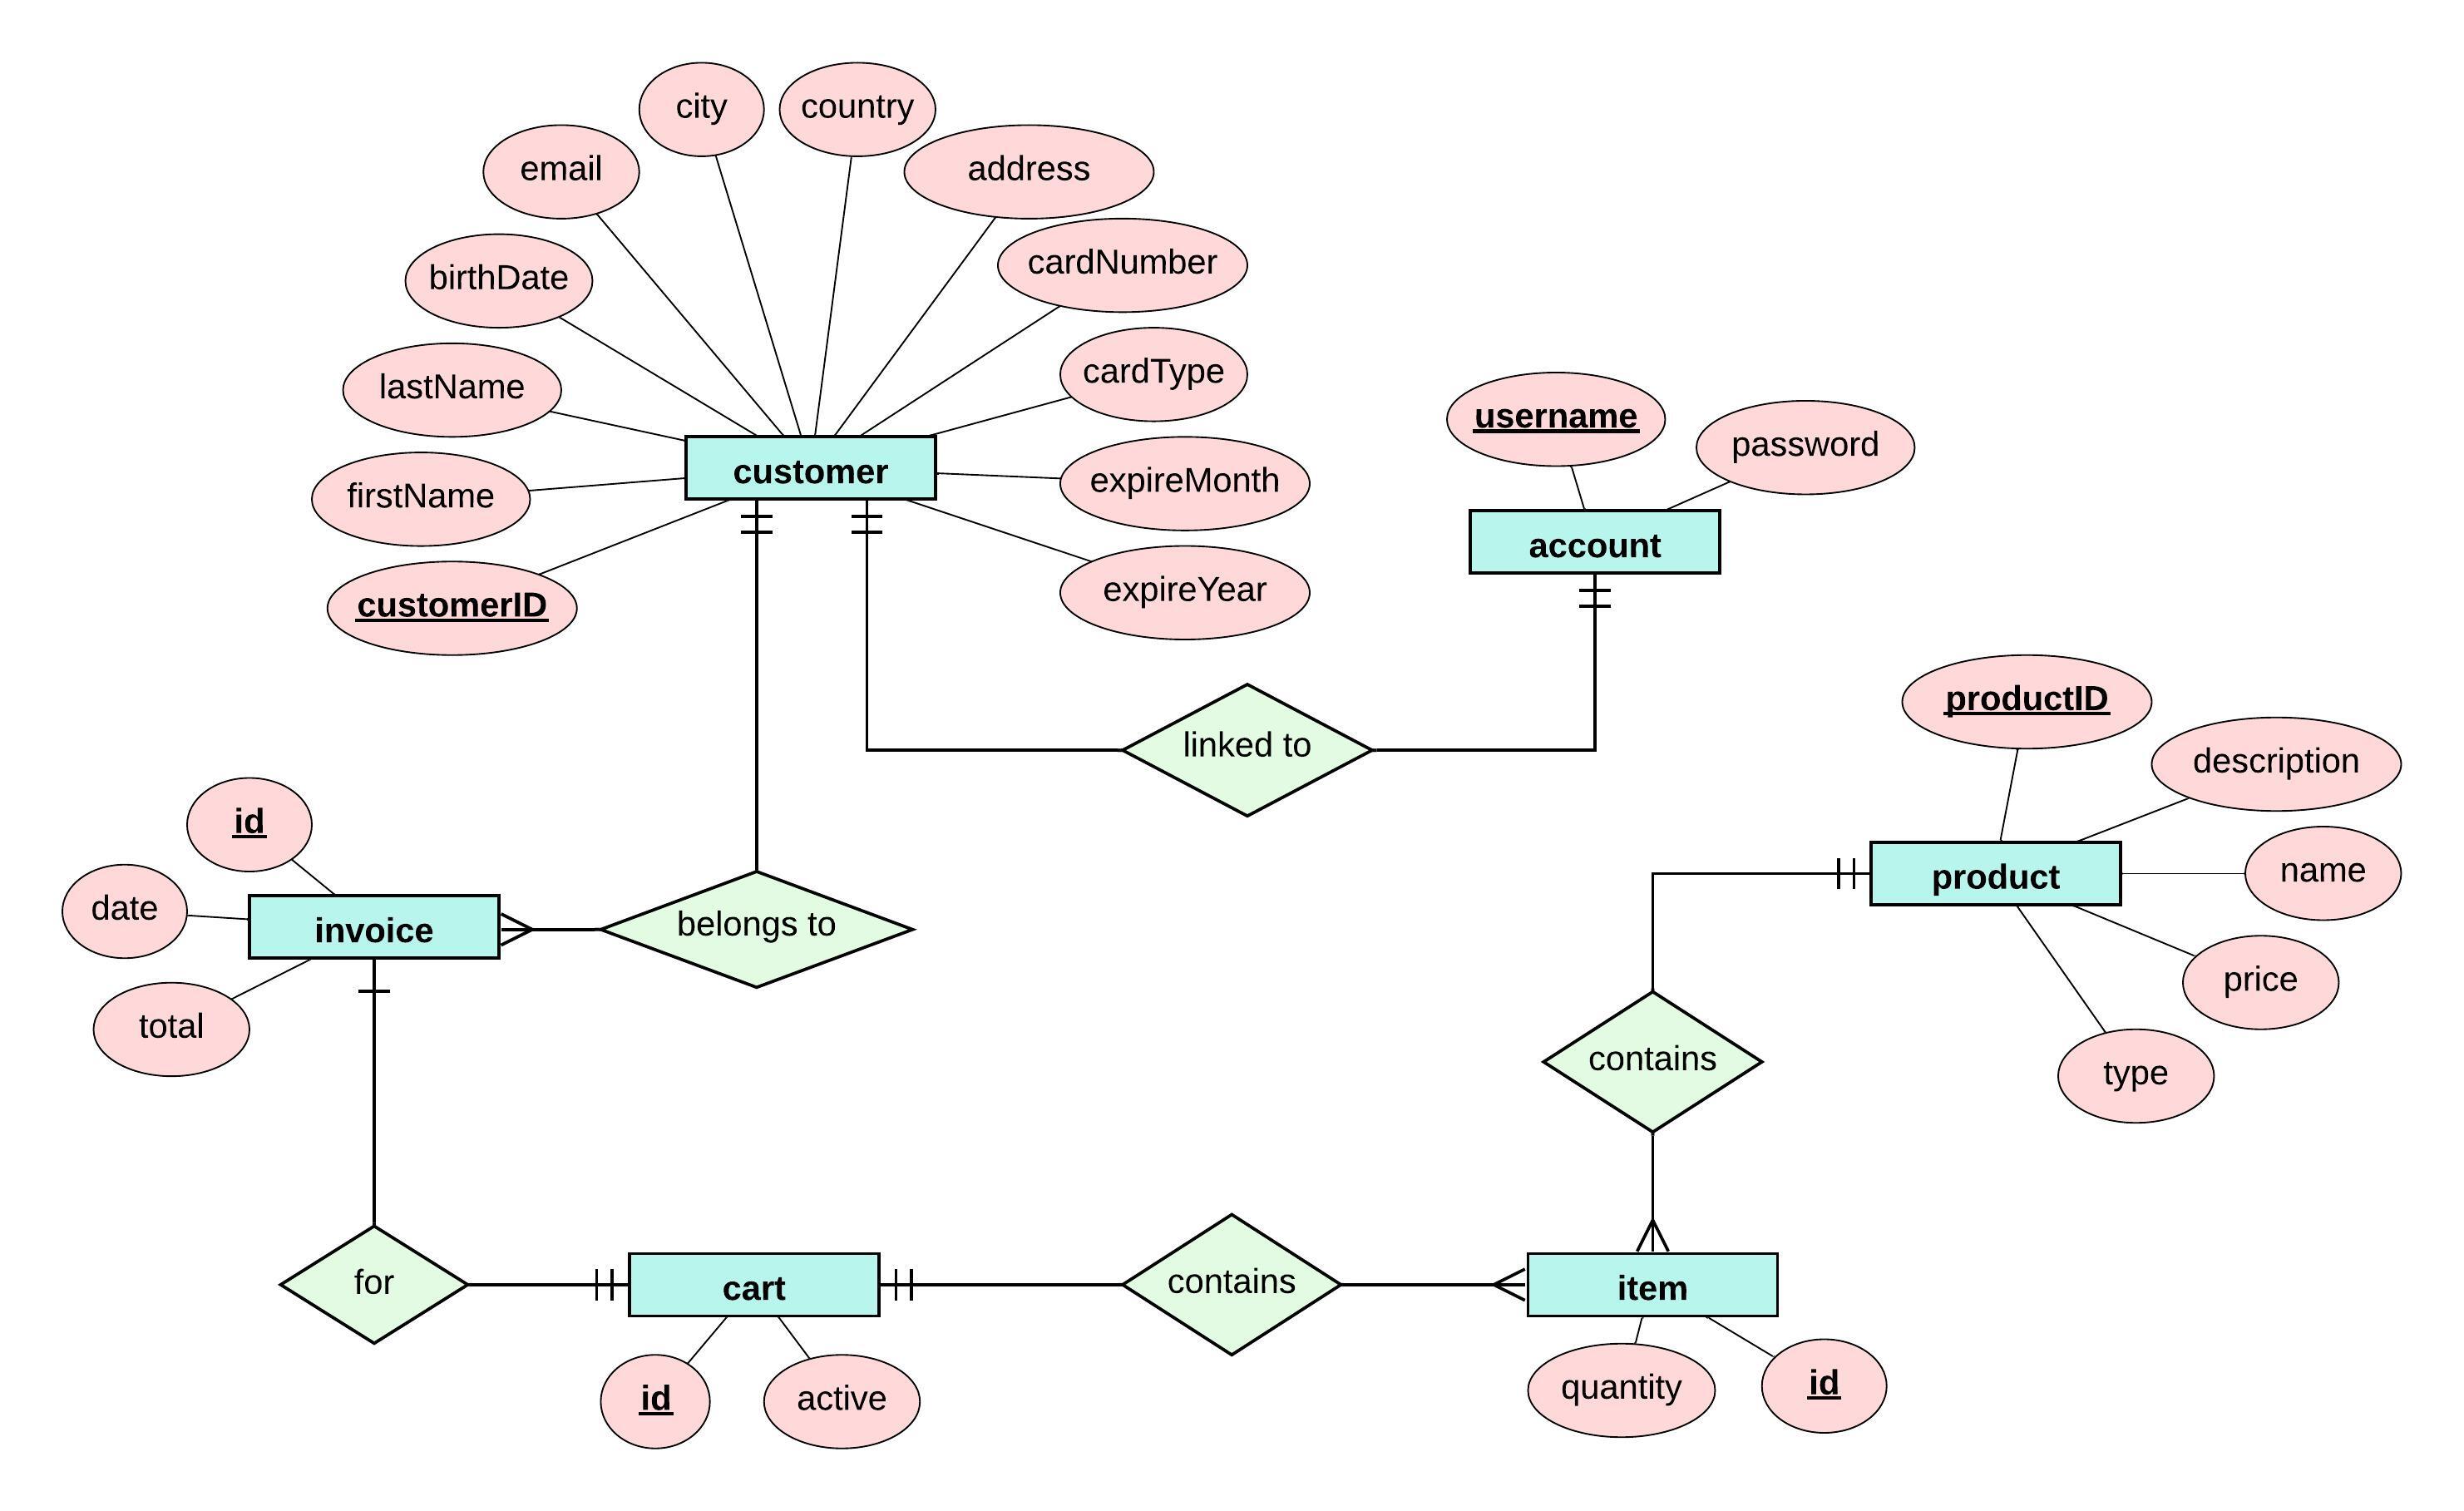 city
country
email
address
birthDate
cardNumber
lastName
cardType
customer
firstName
expireMonth
customerID
expireYear
username
password
account
linked to
productID
description
id
date
invoice
belongs to
product
name
total
price
contains
type
for
cart
contains
item
id
active
quantity
id